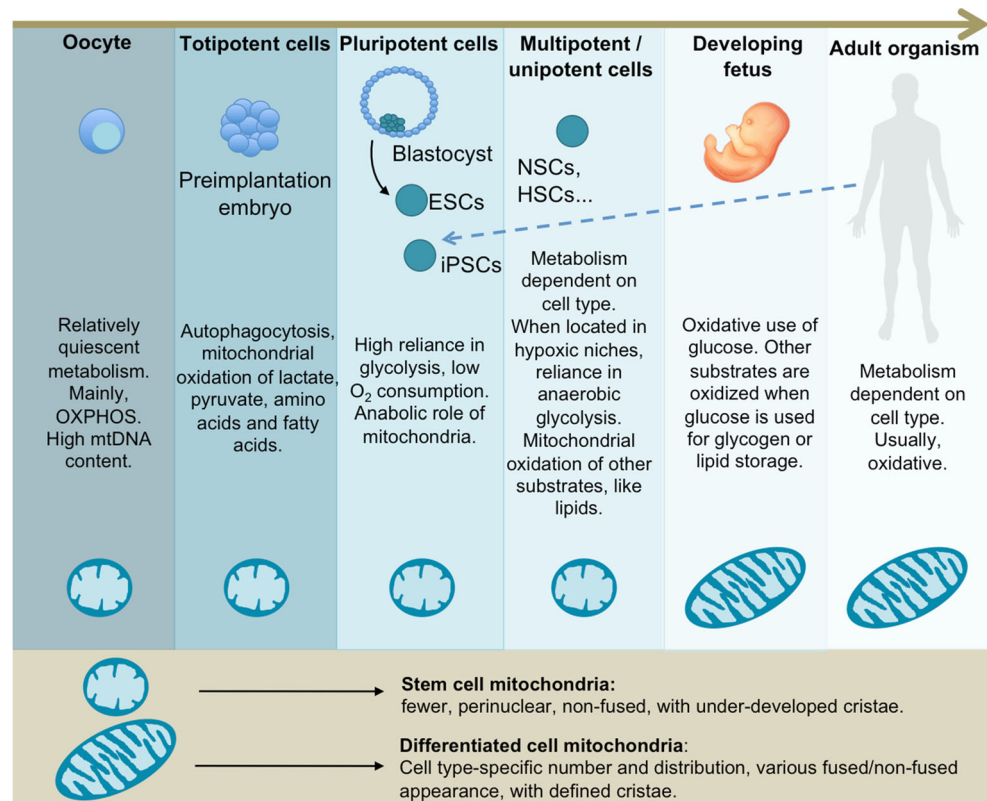 Oocyte
Relatively
quiescent
metabolism.
Mainly,
OXPHOS.
High mtDNA
content.
Totipotent cells
Preimplantation
embryo
Autophagocytosis,
mitochondrial
oxidation of lactate,
pyruvate, amino
acids and fatty
acids.
Pluripotent cells
Blastocyst
ESCs
iPSCs
High reliance in
glycolysis, low
O₂ consumption.
Anabolic role of
mitochondria.
Multipotent /
unipotent cells
NSCs,
HSCs...
Metabolism
dependent on
cell type.
When located in
hypoxic niches,
reliance in
anaerobic
glycolysis.
Mitochondrial
oxidation of other
substrates, like
lipids.
Developing
fetus
Oxidative use of
glucose. Other
substrates are
oxidized when
glucose is used
for glycogen or
lipid storage.
Adult organism
Metabolism
dependent on
cell type.
Usually,
oxidative.
Stem cell mitochondria:
fewer, perinuclear, non-fused, with under-developed cristae.
Differentiated cell mitochondria:
Cell type-specific number and distribution, various fused/non-fused
appearance, with defined cristae.